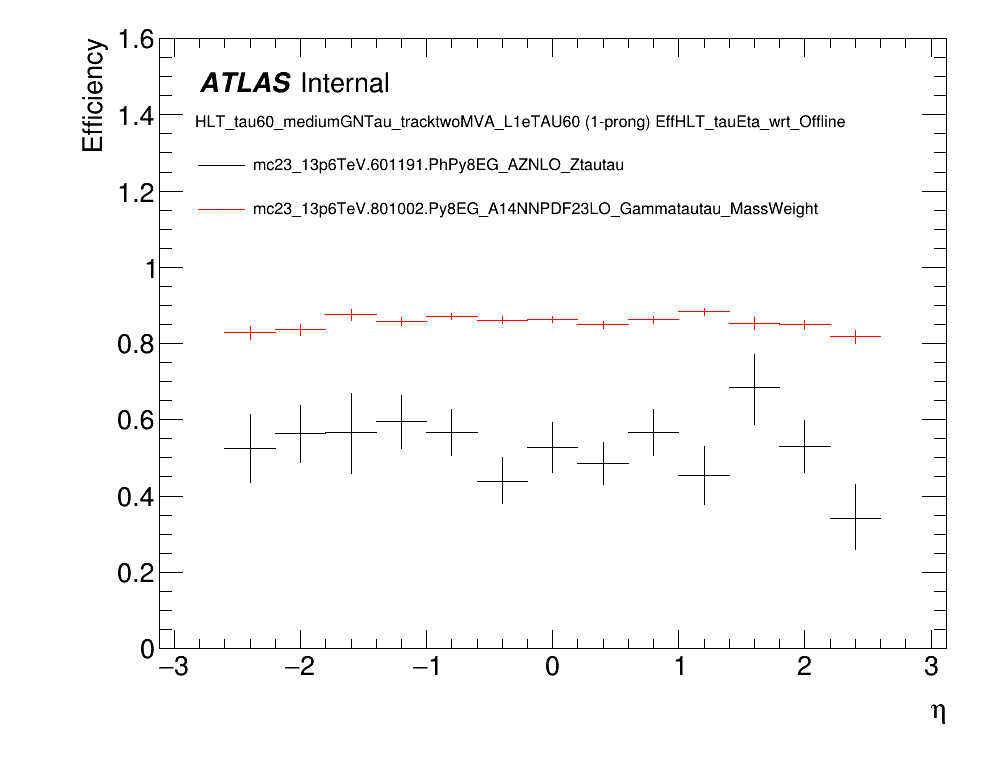 1.6
Efficiency
ATLAS Internal
1.4
HLT_tau60_mediumGNTau_tracktwoMVA_L1eTAU60 (1-prong) EffHLT_tauEta_wrt_Offline
mc23_13p6TeV.601191.PhPy8EG_AZNLO_Ztautau
1.2
mc23_13p6TeV.801002.Py8EG_A14NNPDF23LO_Gammatautau_MassWeight
1
0.8
0.6
0.4
0.2
0
−3 −2 −1 0 1 2 3
η